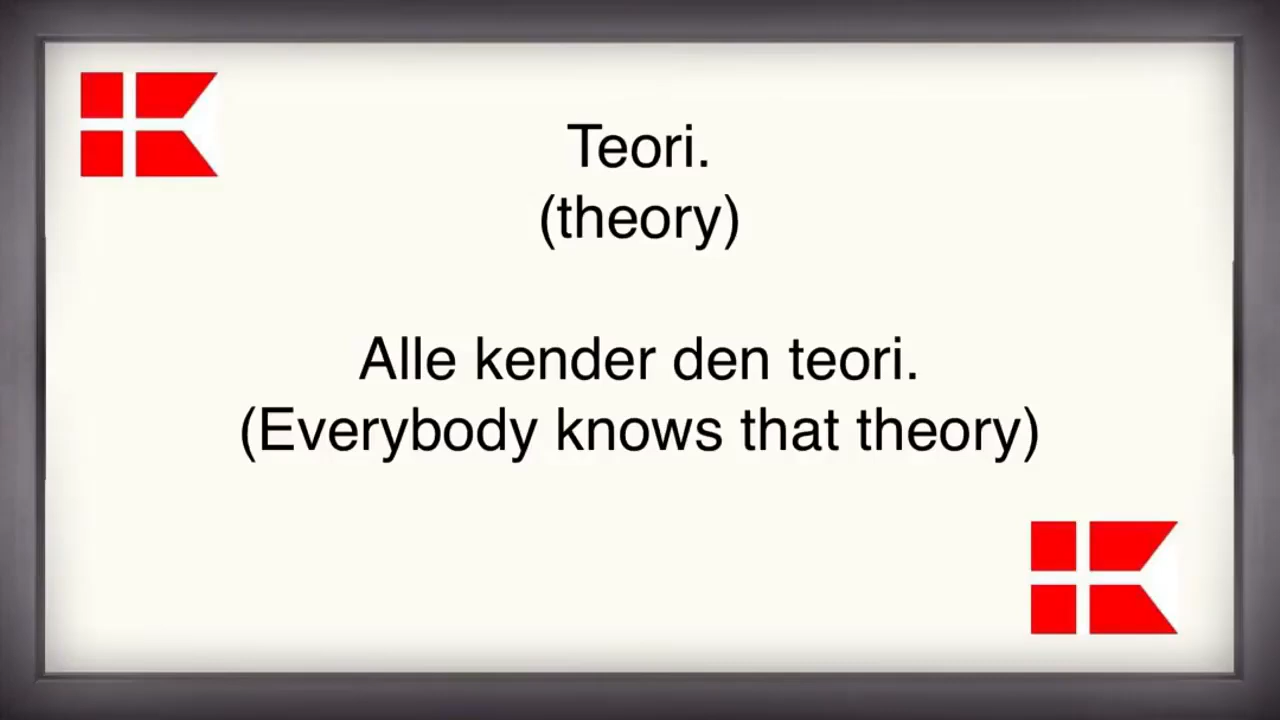 Teori.
(theory)
Alle kender den teori.
(Everybody knows that theory)